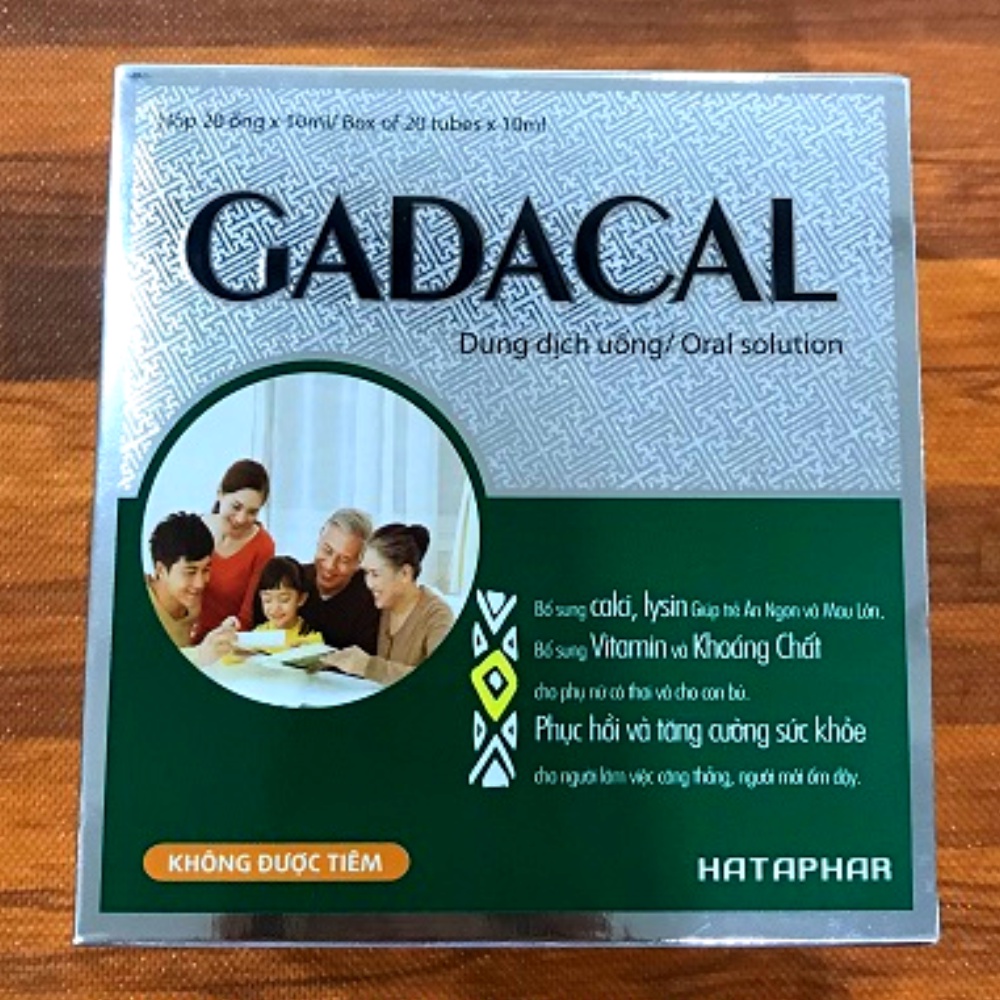 Hộp 20 ống x 10ml/ Box of 20 tubes x 10ml
GADACAL
Dung dịch uống/ Oral solution
Bổ sung calci, lysin Giúp trẻ Ăn Ngon và Mau Lớn.
Bổ sung Vitamin và Khoáng Chất
cho phụ nữ có thai và cho con bú.
Phục hồi và tăng cường sức khỏe
cho người làm việc căng thẳng, người mới ốm dậy.
KHÔNG ĐƯỢC TIÊM
HATAPHAR